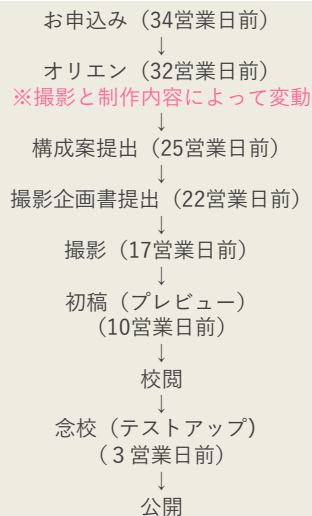 お申込み（34営業日前）
↓
オリエン（32営業日前）
※撮影と制作内容によって変動
↓
構成案提出（25営業日前）
↓
撮影企画書提出（22営業日前）
↓
撮影（17営業日前）
↓
初稿（プレビュー）
（10営業日前）
↓
校閲
↓
念校（テストアップ)
（３営業日前）
↓
公開